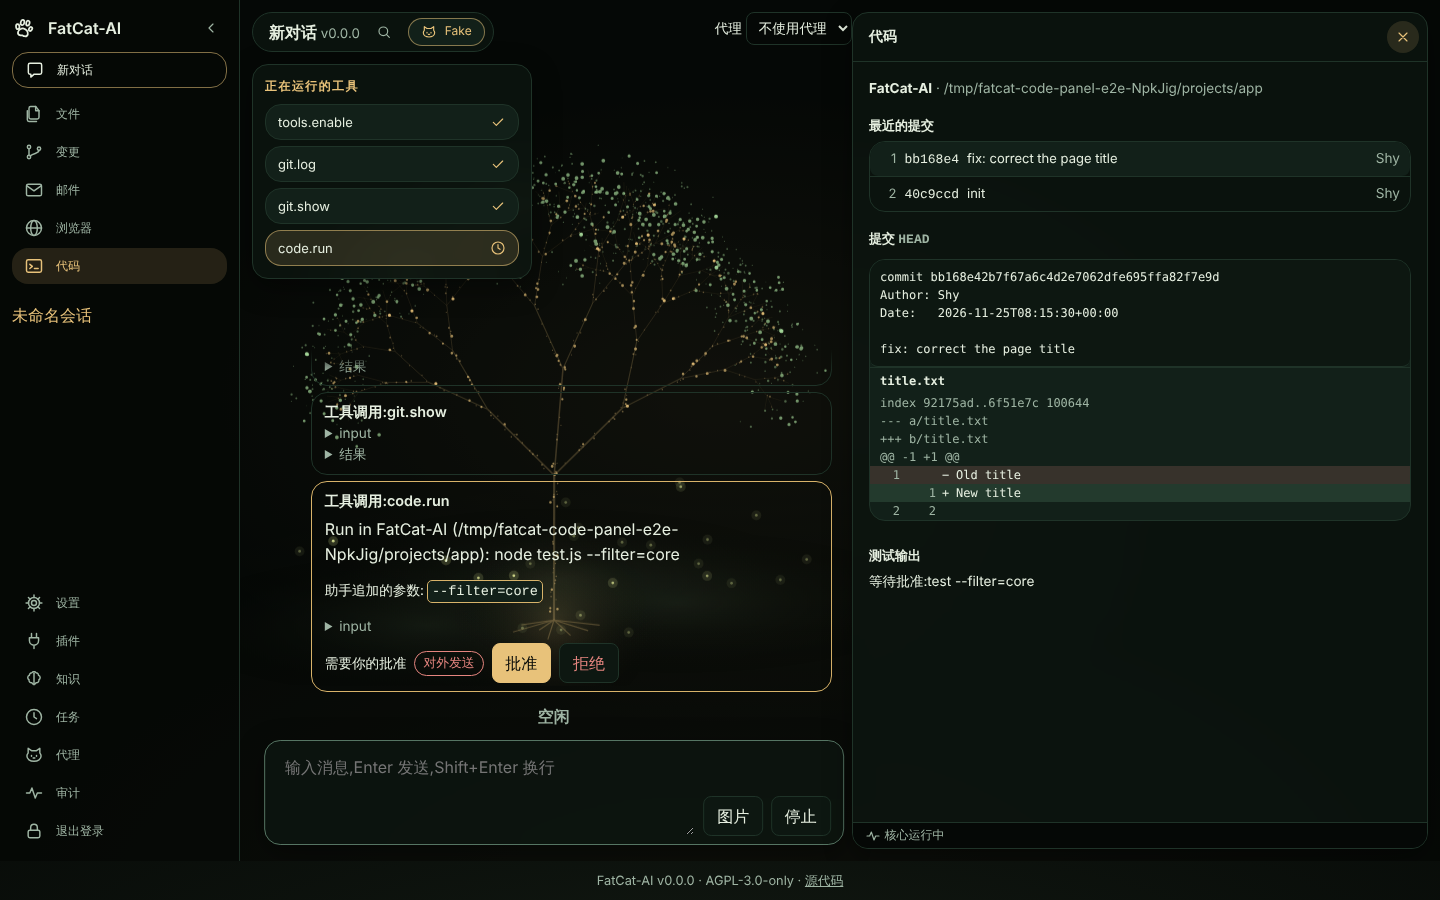 FatCat-AI
新对话
文件
变更
邮件
浏览器
代码
未命名会话
设置
插件
知识
任务
代理
审计
退出登录
新对话 v0.0.0
Fake
代理 不使用代理
正在运行的工具
tools.enable
git.log
git.show
code.run
结果
工具调用:git.show
input
结果
工具调用:code.run
Run in FatCat-AI (/tmp/fatcat-code-panel-e2e-
NpkJig/projects/app): node test.js --filter=core
助手追加的参数: --filter=core
input
需要你的批准 对外发送 批准 拒绝
空闲
输入消息,Enter 发送,Shift+Enter 换行
图片 停止
代码
FatCat-AI · /tmp/fatcat-code-panel-e2e-NpkJig/projects/app
最近的提交
1 bb168e4 fix: correct the page title Shy
2 40c9ccd init Shy
提交 HEAD
commit bb168e42b7f67a6c4d2e7062dfe695ffa82f7e9d
Author: Shy
Date:   2026-11-25T08:15:30+00:00
fix: correct the page title
title.txt
index 92175ad..6f51e7c 100644
--- a/title.txt
+++ b/title.txt
@@ -1 +1 @@
1 − Old title
1 + New title
2 2
测试输出
等待批准:test --filter=core
核心运行中
FatCat-AI v0.0.0 · AGPL-3.0-only · 源代码